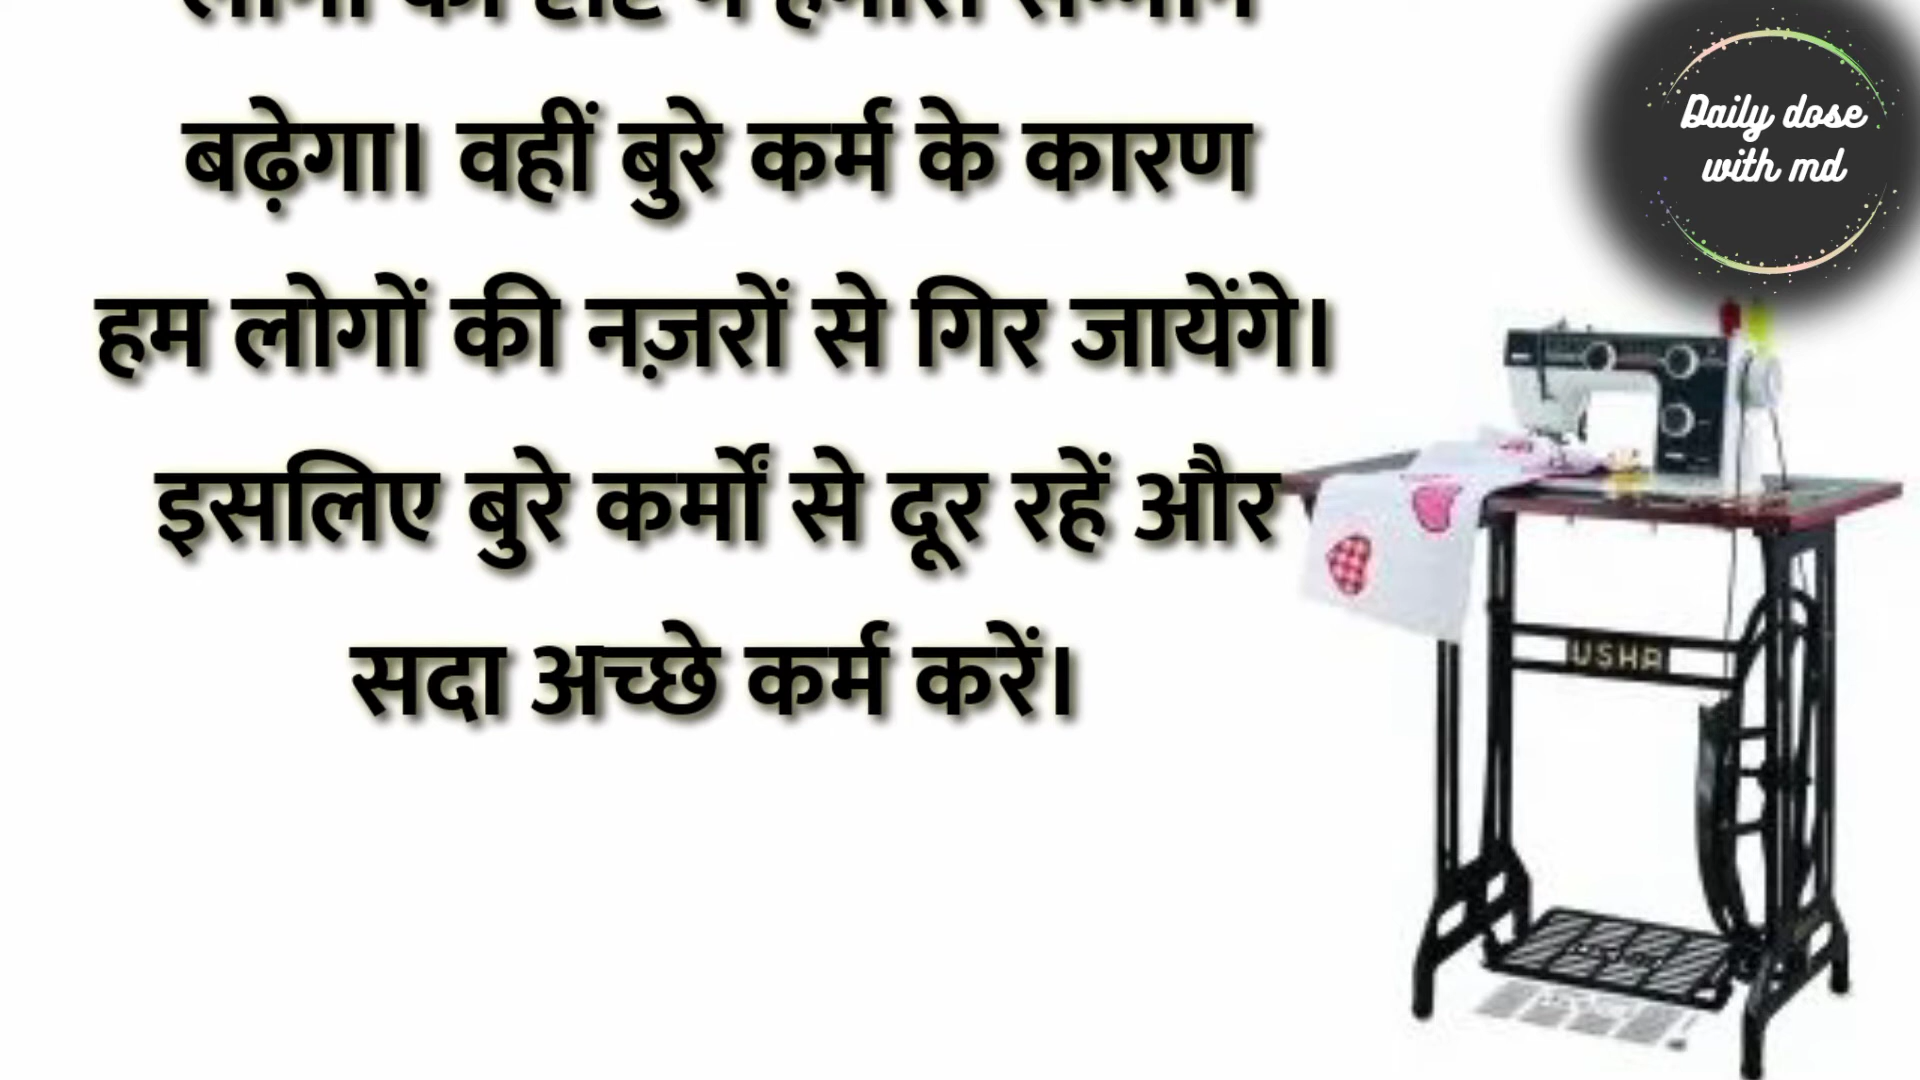 बढ़ेगा। वहीं बुरे कर्म के कारण
हम लोगों की नज़रों से गिर जायेंगे।
इसलिए बुरे कर्मों से दूर रहें और
सदा अच्छे कर्म करें।
Daily dose
with md
USHA